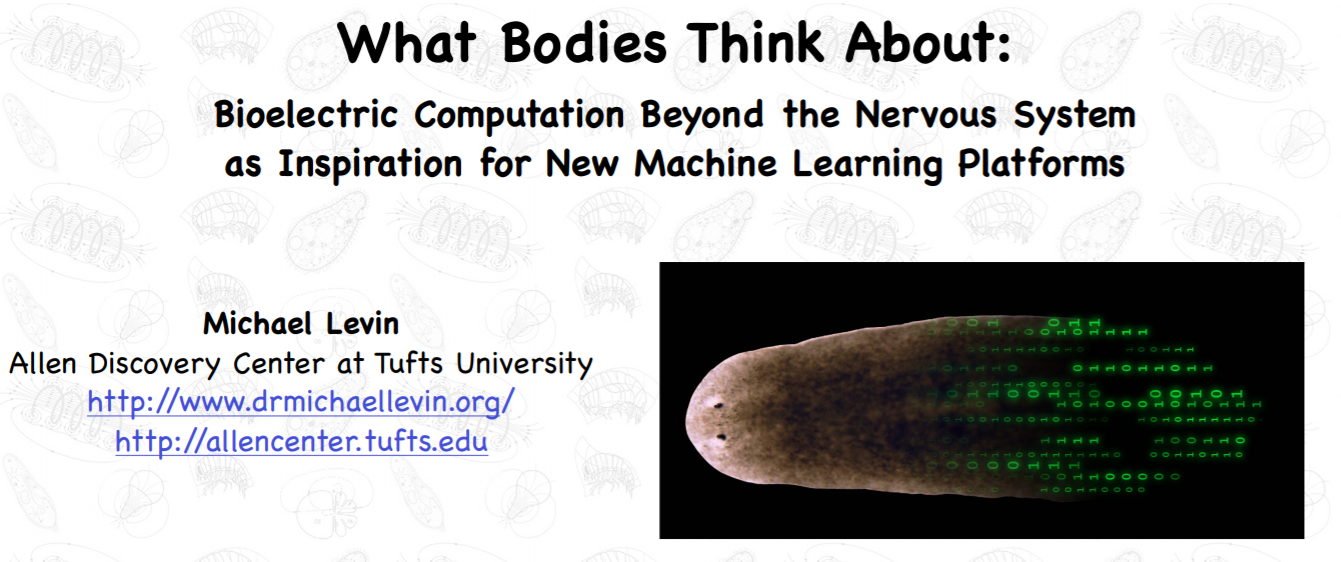 What Bodies Think About:
Bioelectric Computation Beyond the Nervous System
as Inspiration for New Machine Learning Platforms
Michael Levin
Allen Discovery Center at Tufts University
http://www.drmichaellevin.org/
http://allencenter.tufts.edu